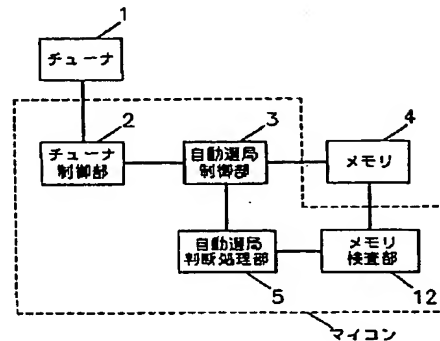 1
チューナ
2
チューナ
制御部
3
自動選局
制御部
4
メモリ
自動選局
判断処理部
5
メモリ
検査部
12
マイコン